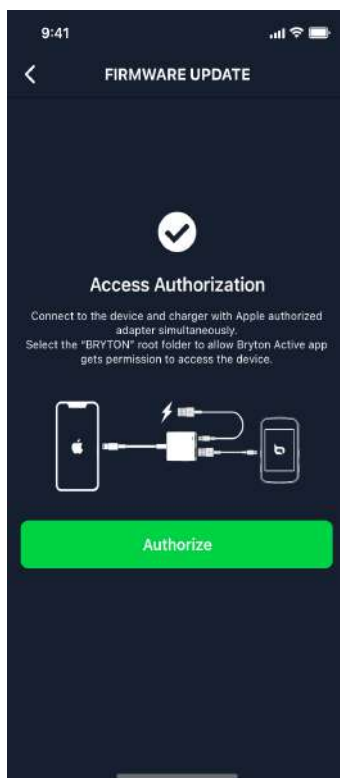 9:41
FIRMWARE UPDATE
Access Authorization
Connect to the device and charger with Apple authorized
adapter simultaneously.
Select the "BRYTON" root folder to allow Bryton Active app
gets permission to access the device.
Authorize